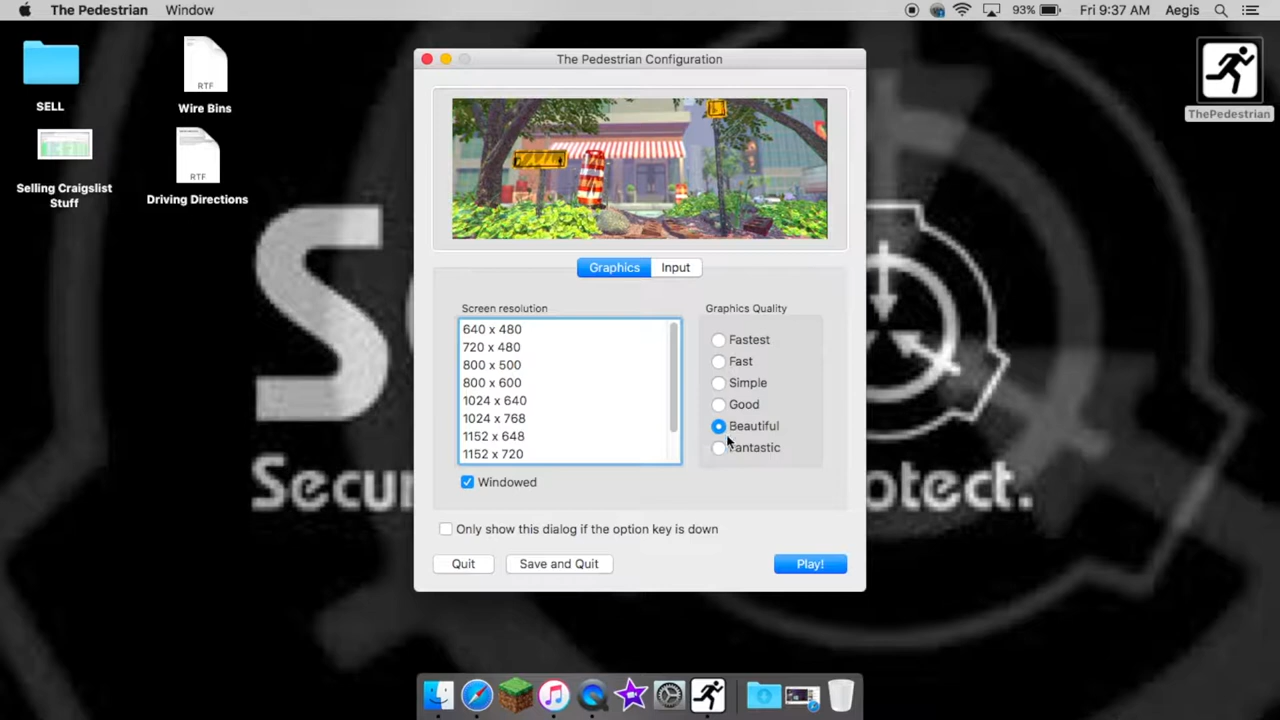 The Pedestrian Window 93% Fri 9:37 AM Aegis
The Pedestrian Configuration
RTF
SELL
Wire Bins
RTF
Selling Craigslist
Stuff
Driving Directions
ThePedestrian
Graphics Input
Screen resolution
640 x 480
720 x 480
800 x 500
800 x 600
1024 x 640
1024 x 768
1152 x 648
1152 x 720
Windowed
Graphics Quality
Fastest
Fast
Simple
Good
Beautiful
Fantastic
Only show this dialog if the option key is down
Quit Save and Quit Play!
S
Secur otect.